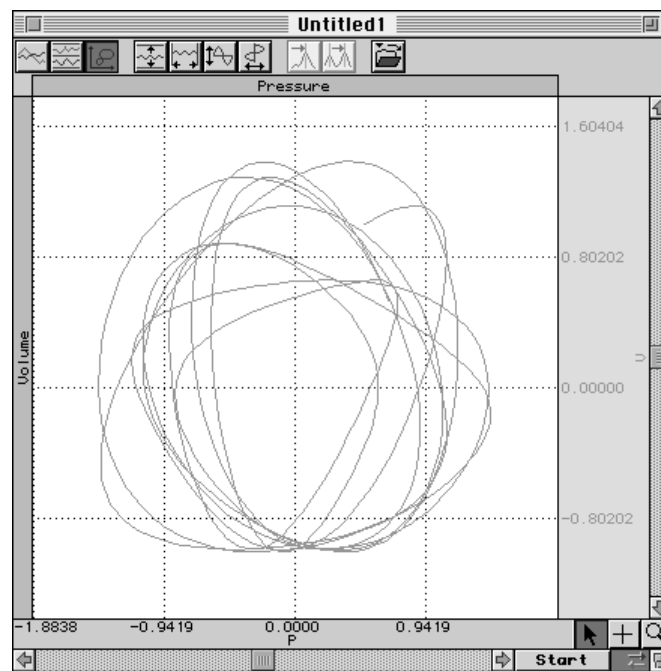 Untitled1
Pressure
Volume
1.60404
0.80202
0.00000
-0.80202
U
-1.8838
-0.9419
0.0000
0.9419
P
Start